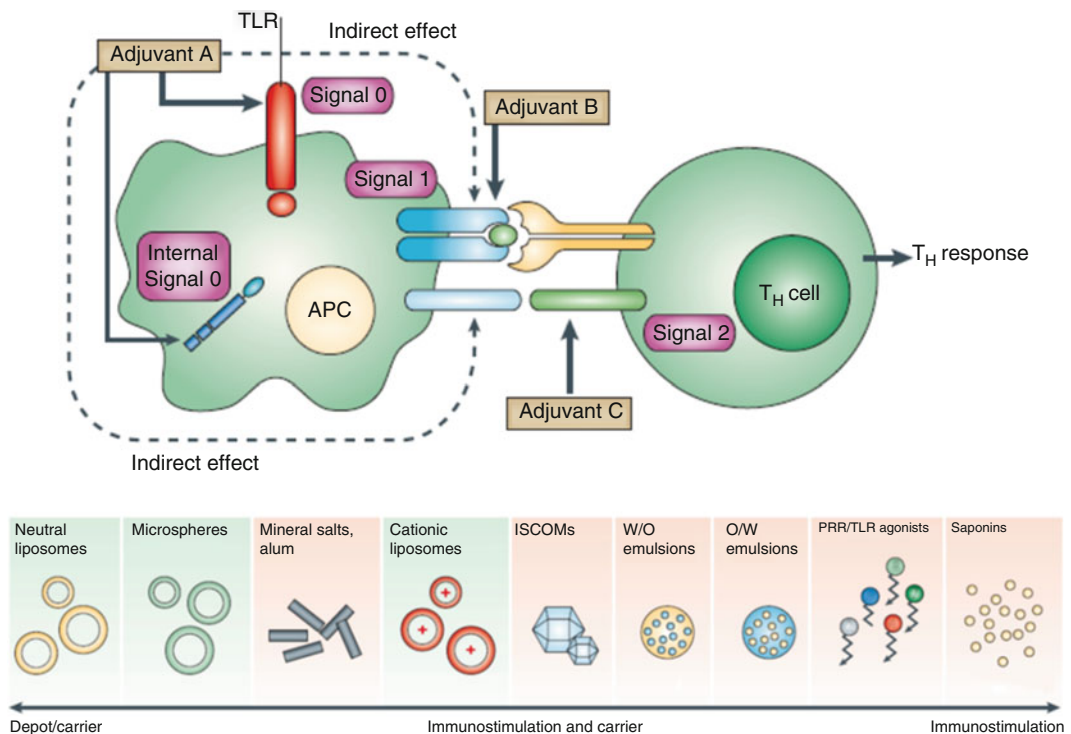 TLR
Indirect effect
Adjuvant A
Signal 0
Adjuvant B
Signal 1
Internal
Signal 0
APC
TH response
TH cell
Signal 2
Adjuvant C
Indirect effect
Neutral
liposomes
Microspheres
Mineral salts,
alum
Cationic
liposomes
ISCOMs
W/O
emulsions
O/W
emulsions
PRR/TLR agonists
Saponins
+
+
+
Depot/carrier
Immunostimulation and carrier
Immunostimulation